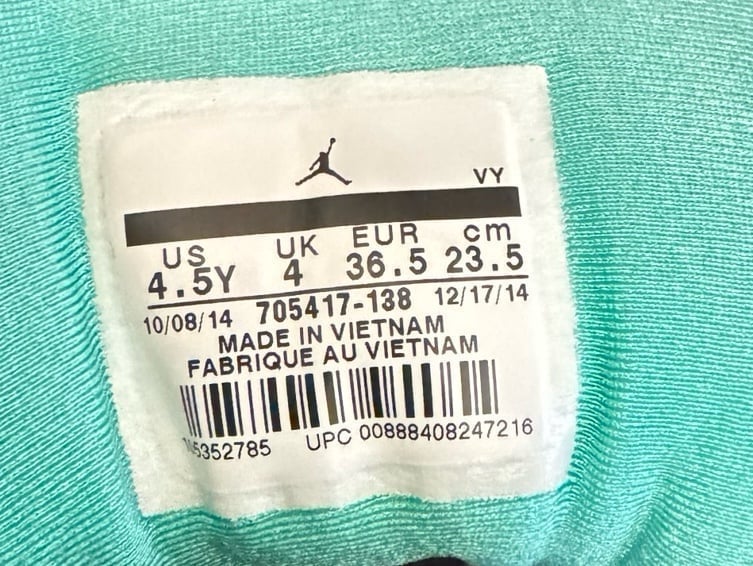 VY
US UK EUR cm
4.5Y 4 36.5 23.5
10/08/14 705417-138 12/17/14
MADE IN VIETNAM
FABRIQUE AU VIETNAM
UPC 00888408247216